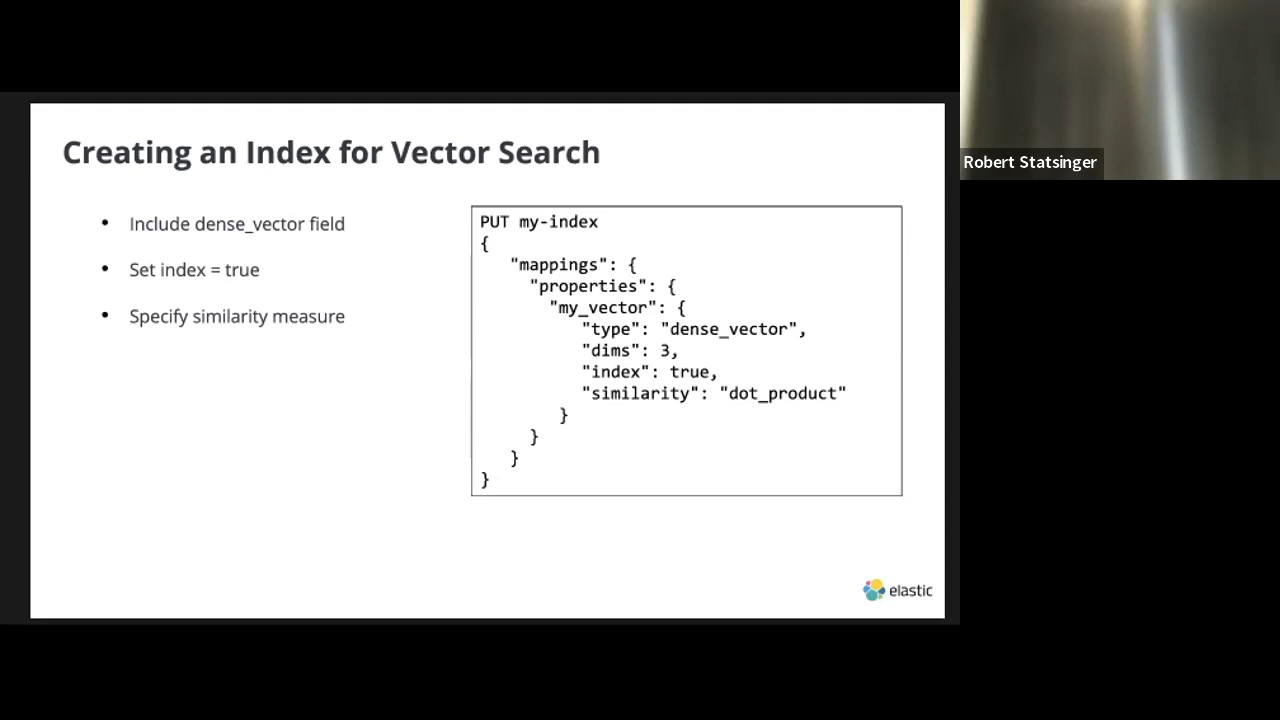 Creating an Index for Vector Search
• Include dense_vector field
• Set index = true
• Specify similarity measure
PUT my-index
{
"mappings": {
"properties": {
"my_vector": {
"type": "dense_vector",
"dims": 3,
"index": true,
"similarity": "dot_product"
}
}
}
}
elastic
Robert Statsinger